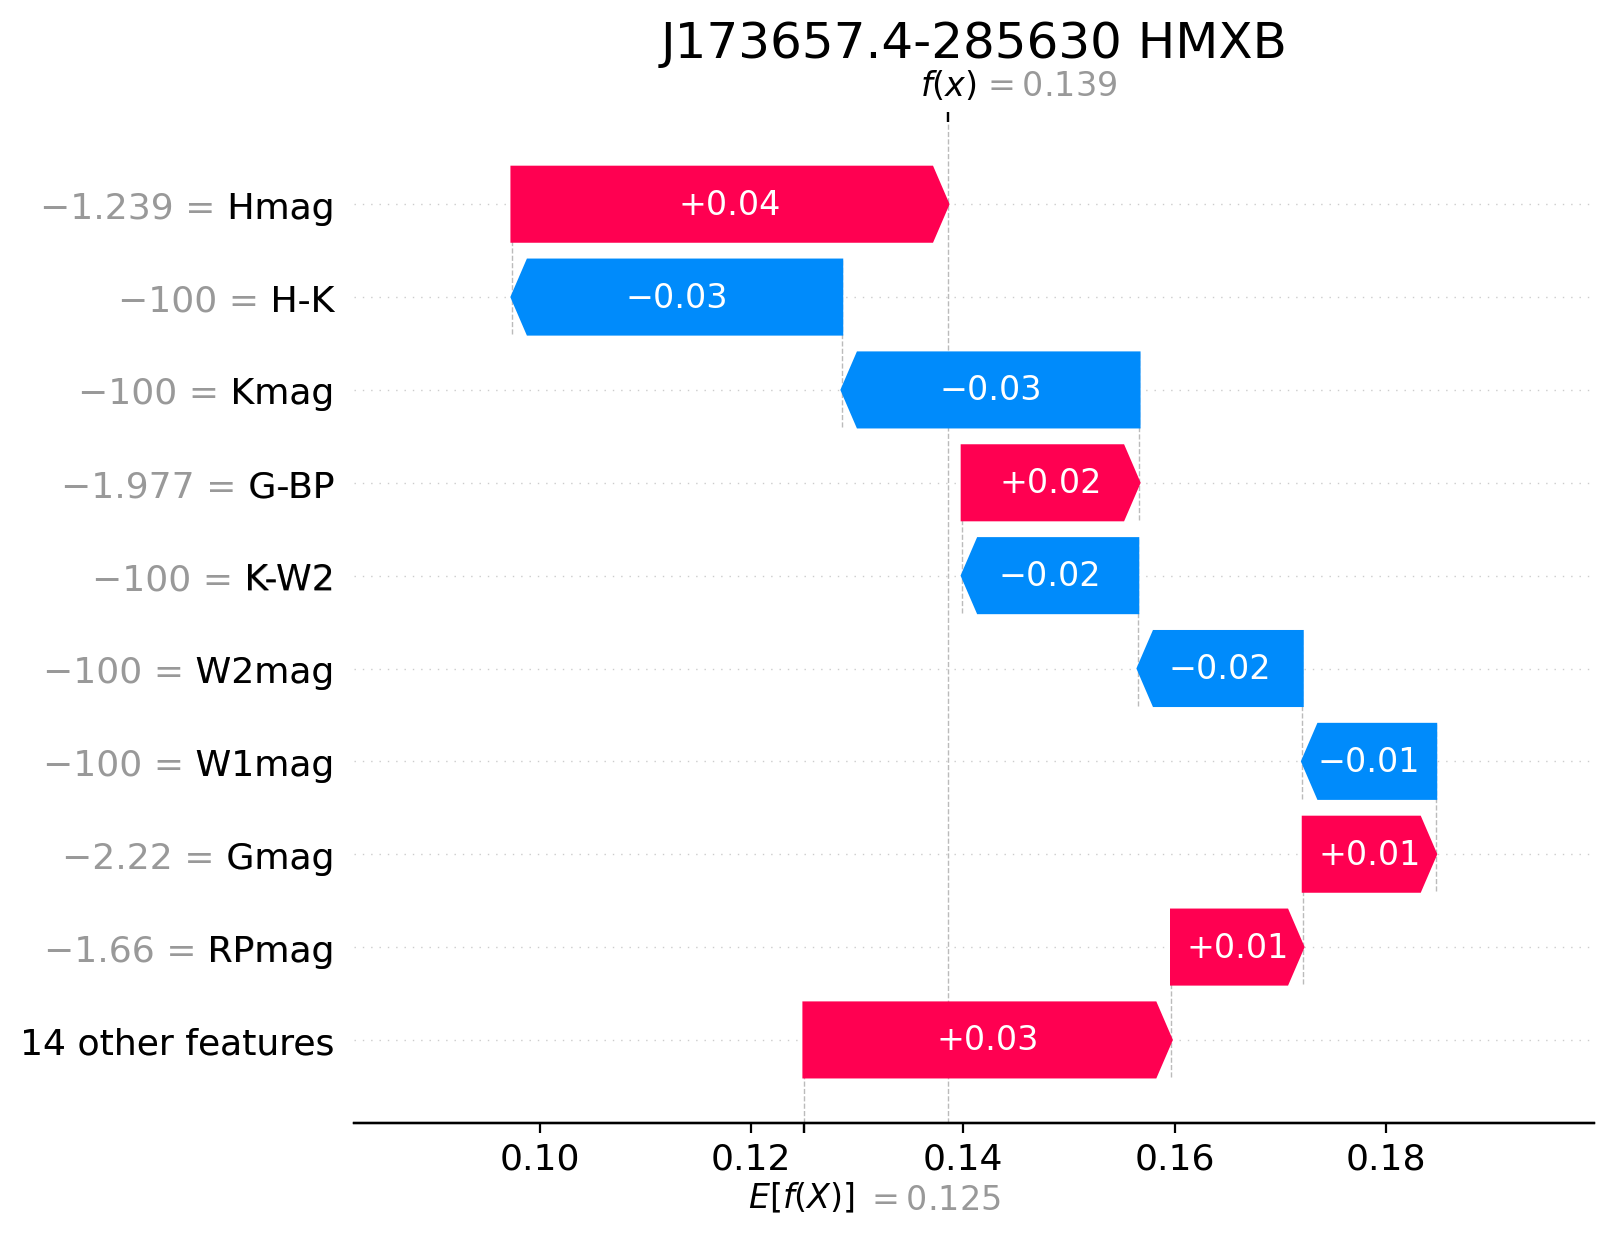 J173657.4-285630 HMXB
f(x) = 0.139
−1.239 = Hmag +0.04
−100 = H-K −0.03
−100 = Kmag −0.03
−1.977 = G-BP +0.02
−100 = K-W2 −0.02
−100 = W2mag −0.02
−100 = W1mag −0.01
−2.22 = Gmag +0.01
−1.66 = RPmag +0.01
14 other features +0.03
0.10 0.12 0.14 0.16 0.18
E[f(X)] = 0.125